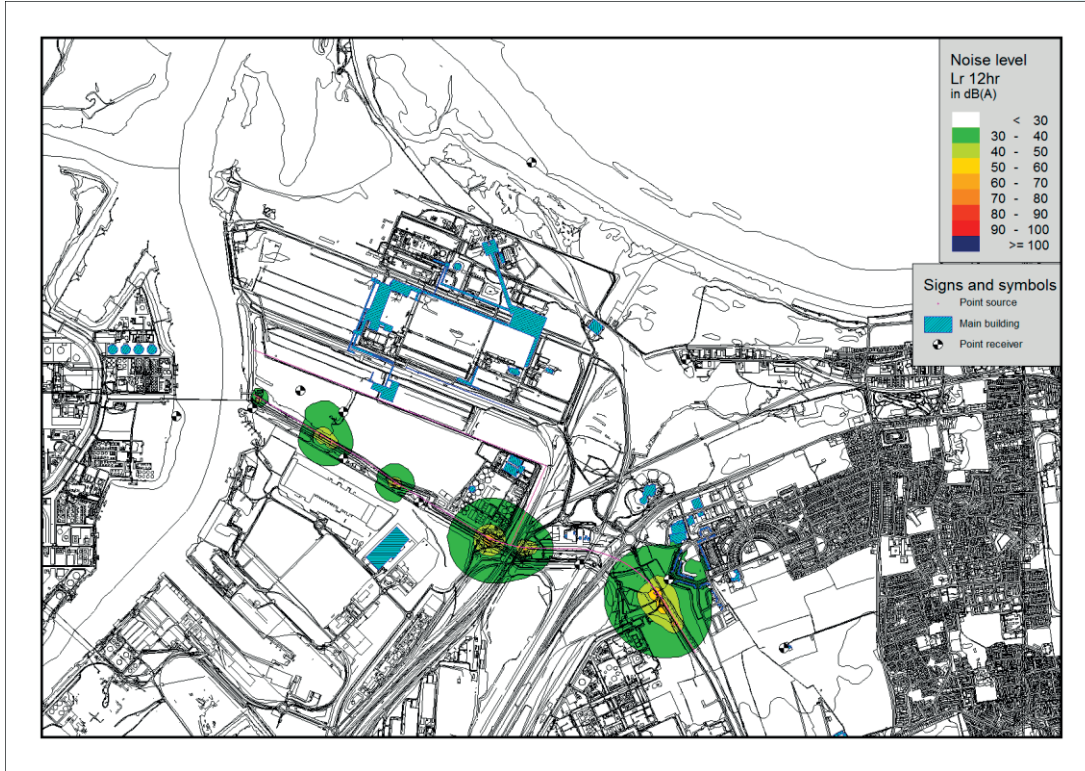 Noise level
Lr 12hr
in dB(A)
< 30
30 - 40
40 - 50
50 - 60
60 - 70
70 - 80
80 - 90
90 - 100
>= 100
Signs and symbols
Point source
Main building
Point receiver